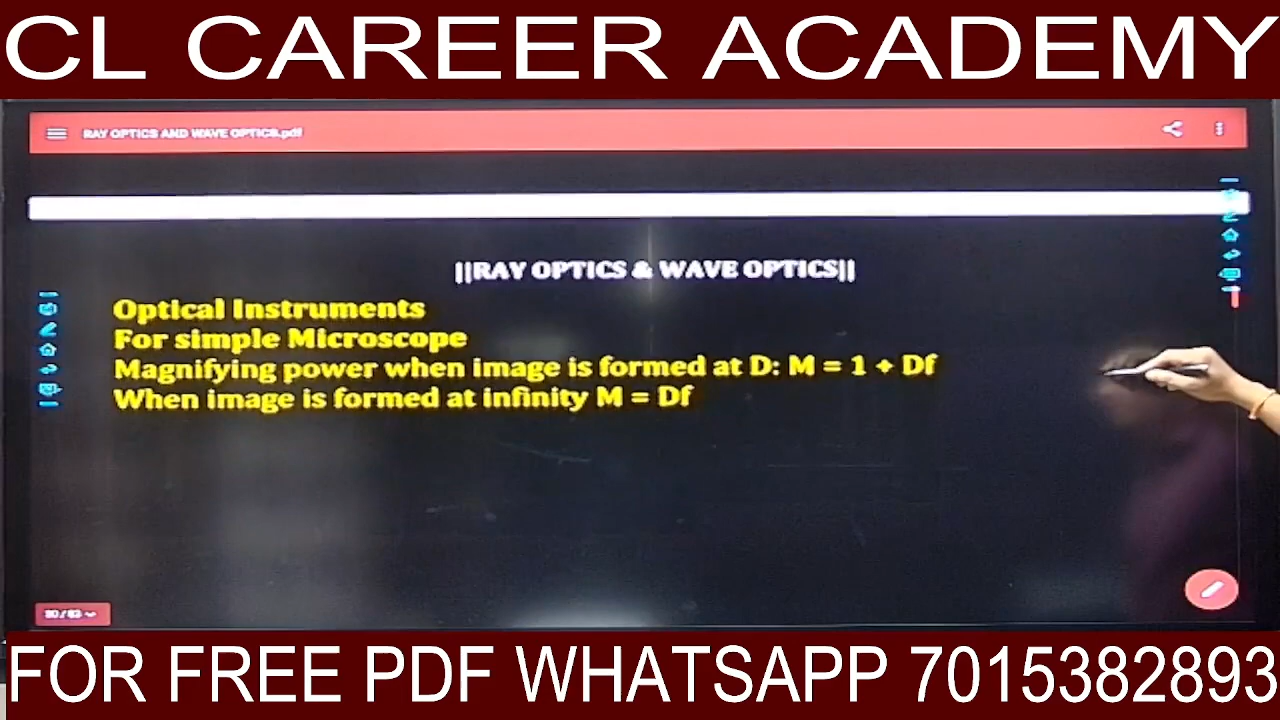 CL CAREER ACADEMY
RAY OPTICS AND WAVE OPTICS.pdf
||RAY OPTICS & WAVE OPTICS||
Optical Instruments
For simple Microscope
Magnifying power when image is formed at D: M = 1 + Df
When image is formed at infinity M = Df
FOR FREE PDF WHATSAPP 7015382893